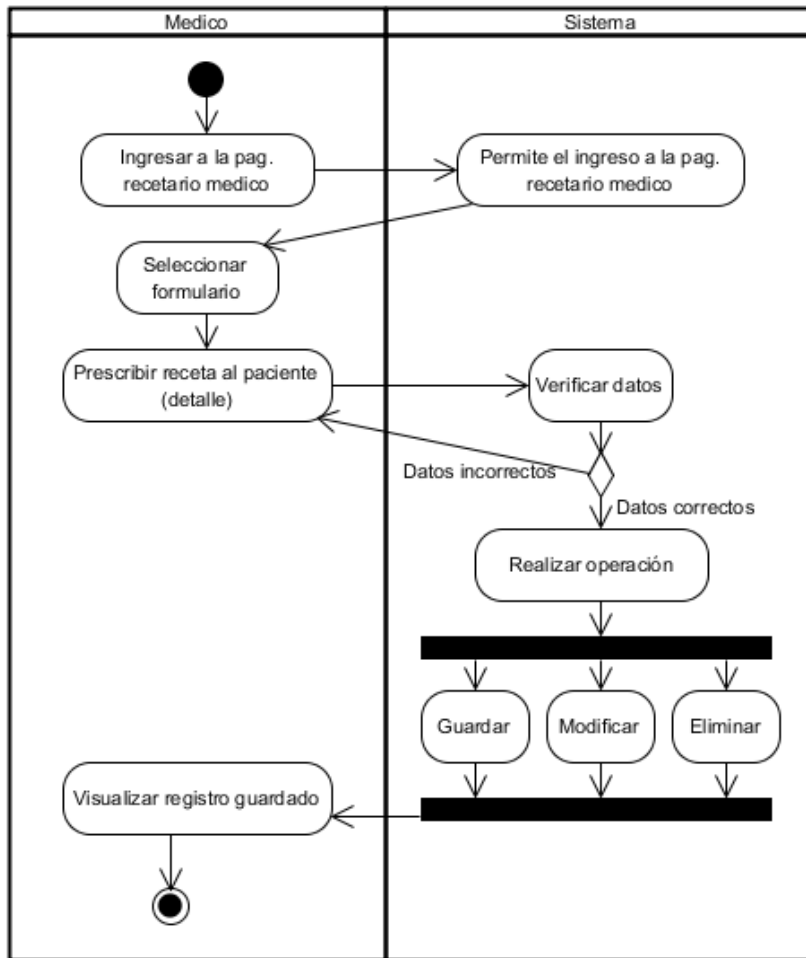 Medico
Sistema
Ingresar a la pag.
recetario medico
Permite el ingreso a la pag.
recetario medico
Seleccionar
formulario
Prescribir receta al paciente
(detalle)
Verificar datos
Datos incorrectos
Datos correctos
Realizar operación
Guardar
Modificar
Eliminar
Visualizar registro guardado